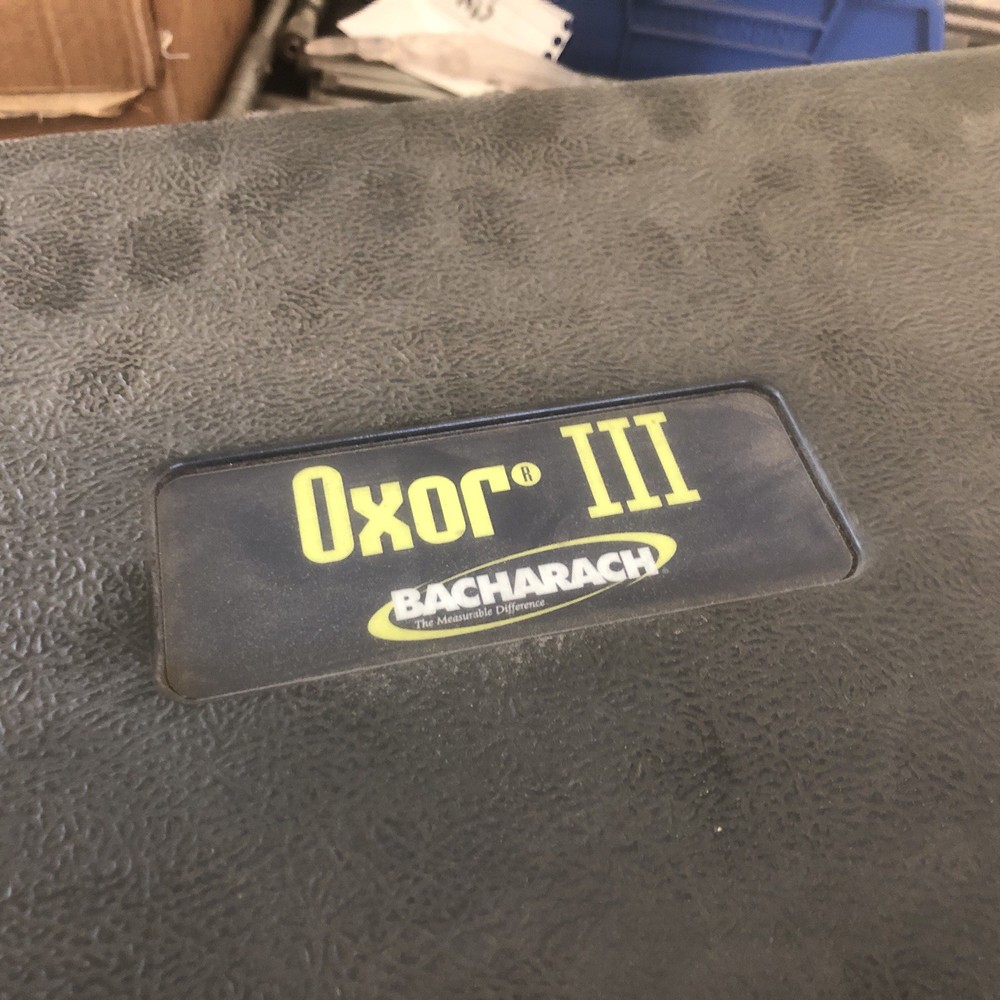 Oxor® III
BACHARACH
The Measurable Difference